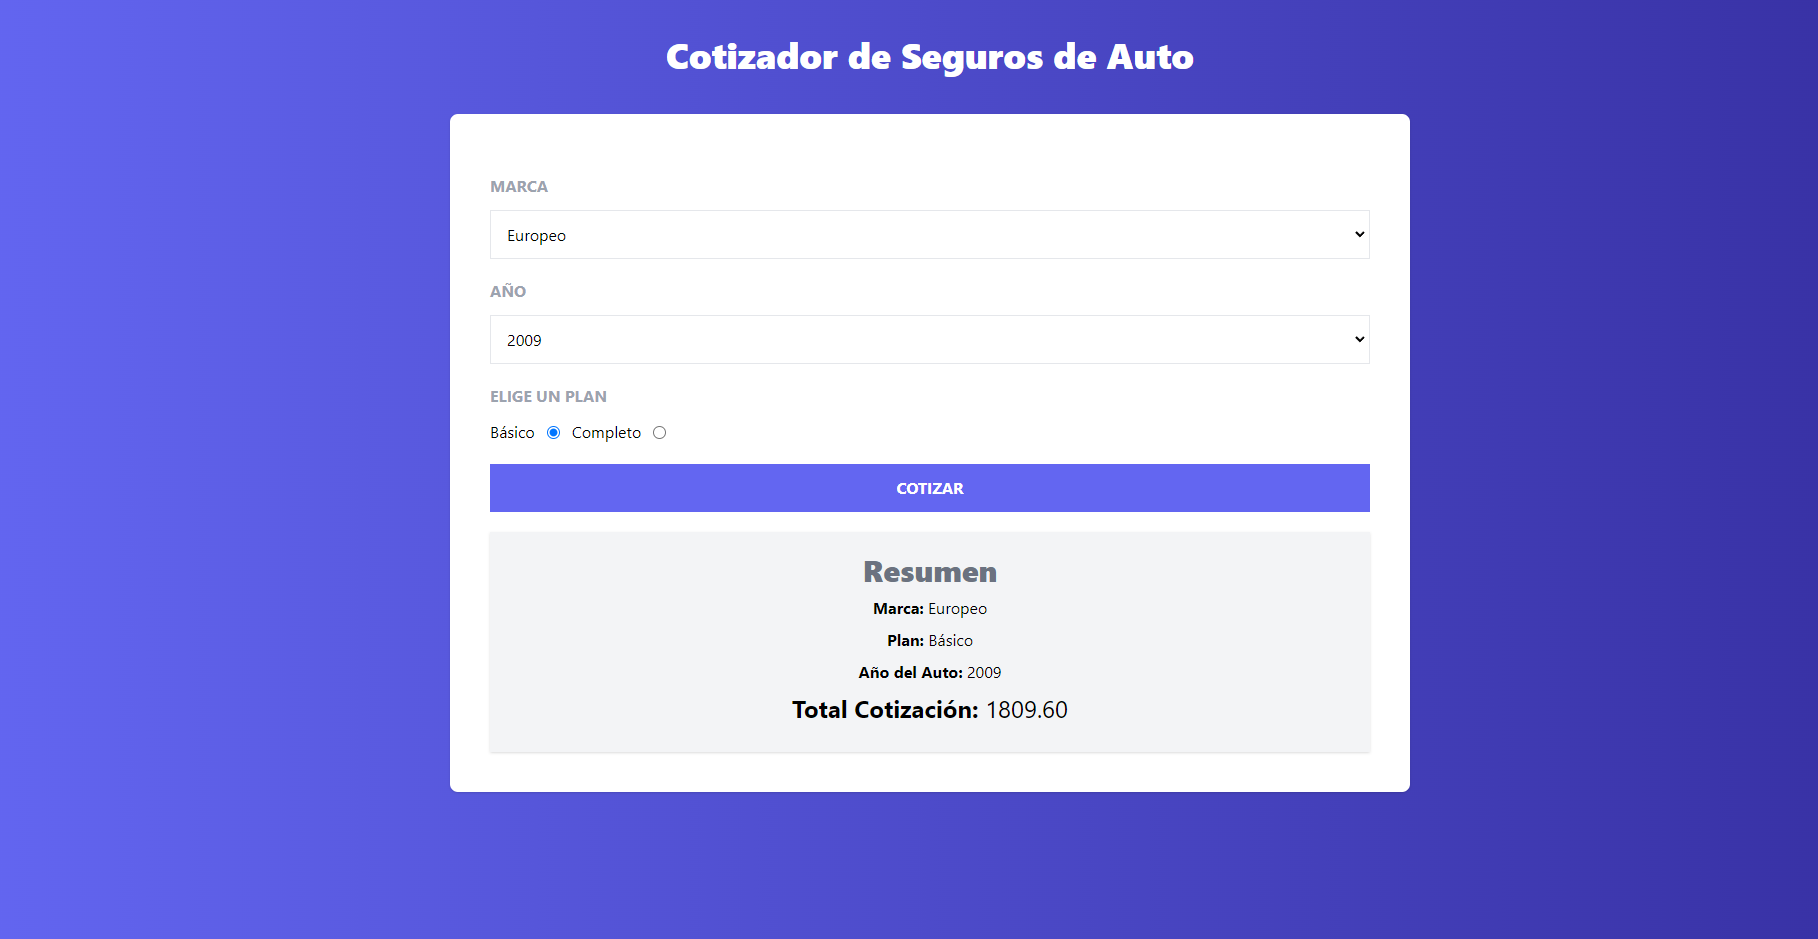 Cotizador de Seguros de Auto
MARCA
Europeo
AÑO
2009
ELIGE UN PLAN
Básico Completo
COTIZAR
Resumen
Marca: Europeo
Plan: Básico
Año del Auto: 2009
Total Cotización: 1809.60